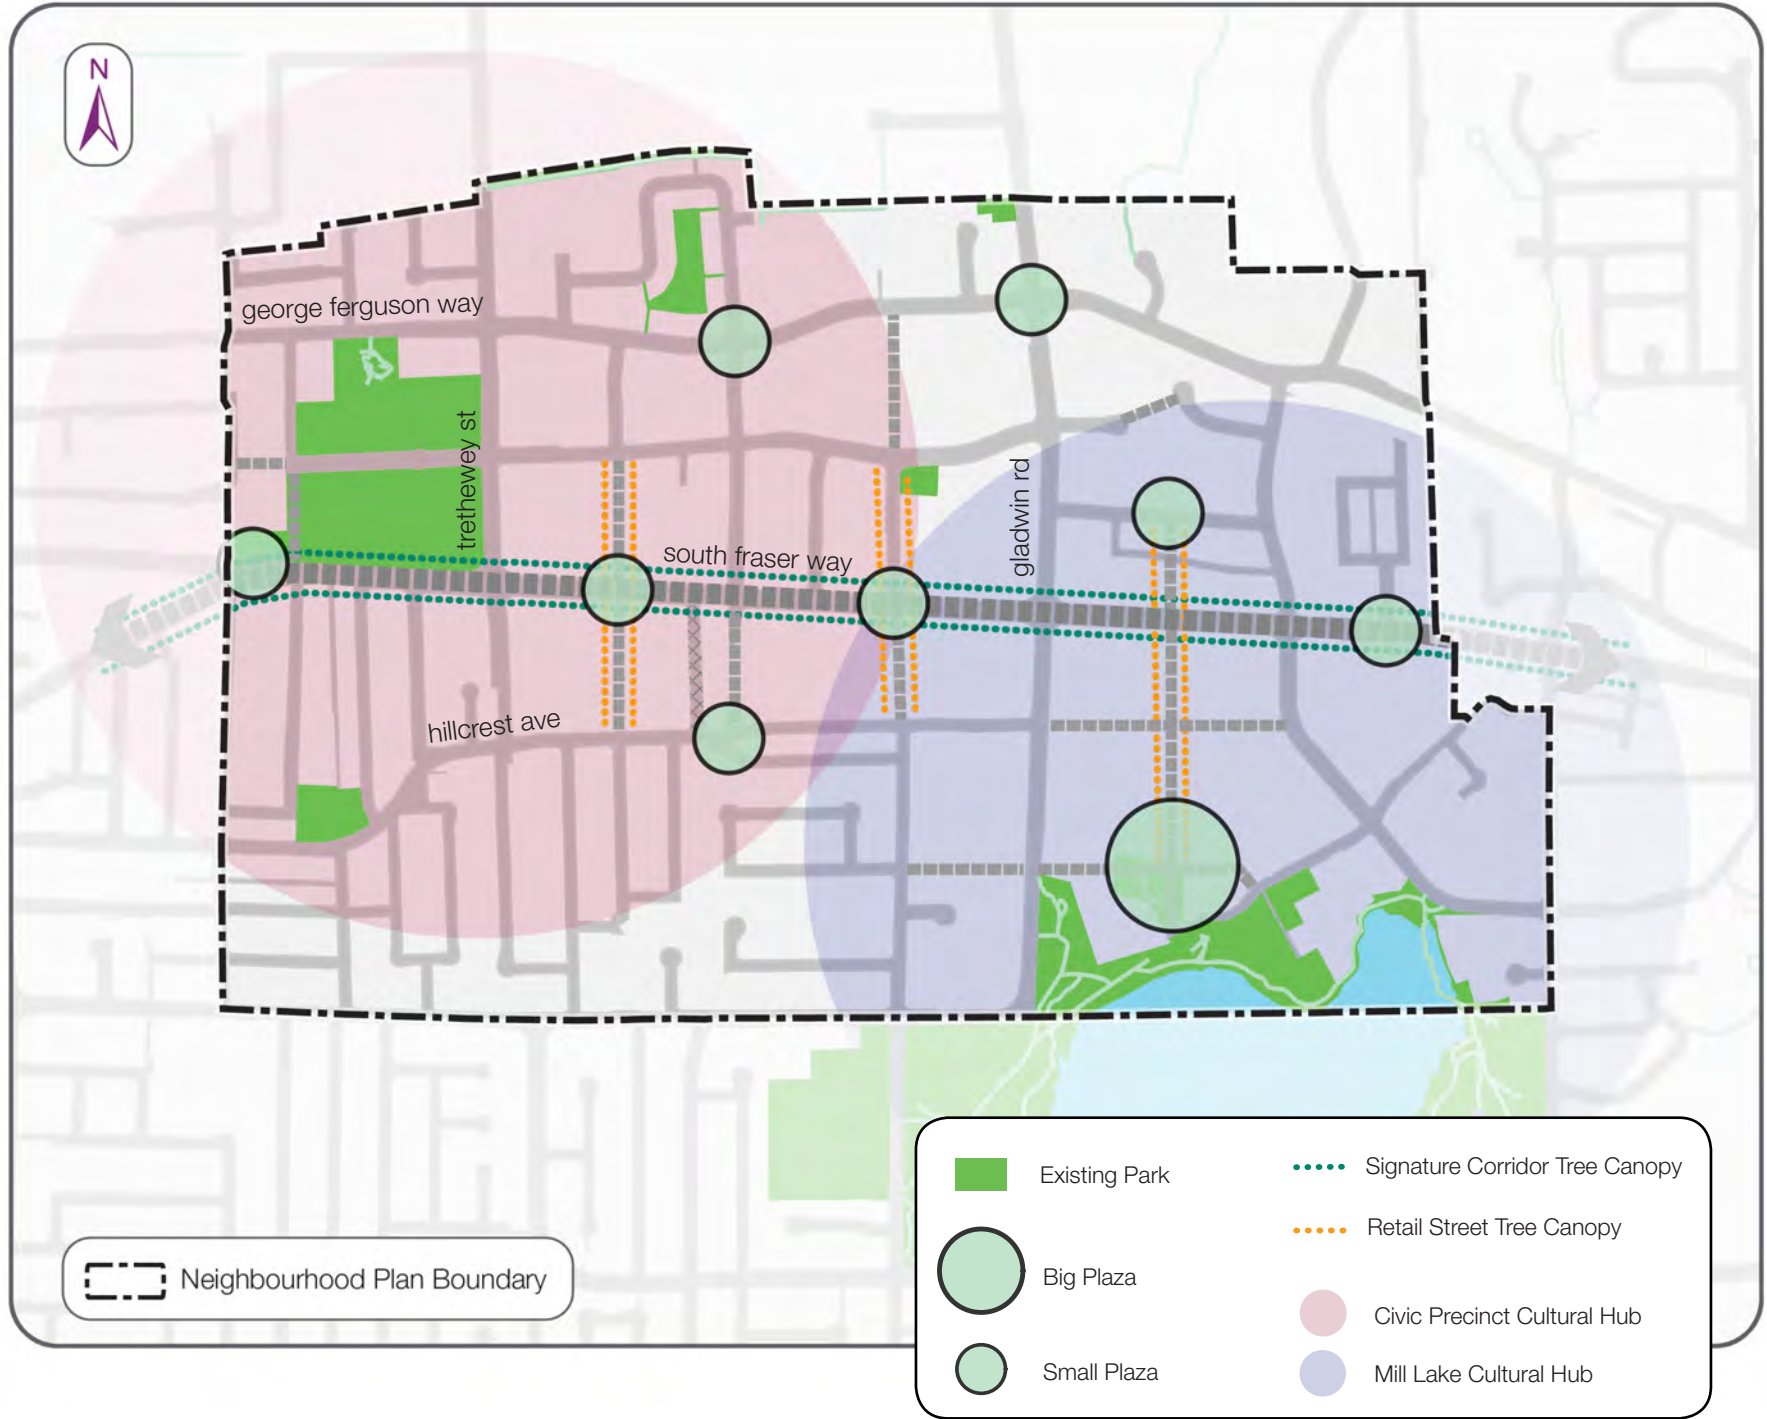 N
george ferguson way
trethewey st
south fraser way
gladwin rd
hillcrest ave
Existing Park
Big Plaza
Small Plaza
Signature Corridor Tree Canopy
Retail Street Tree Canopy
Civic Precinct Cultural Hub
Mill Lake Cultural Hub
Neighbourhood Plan Boundary